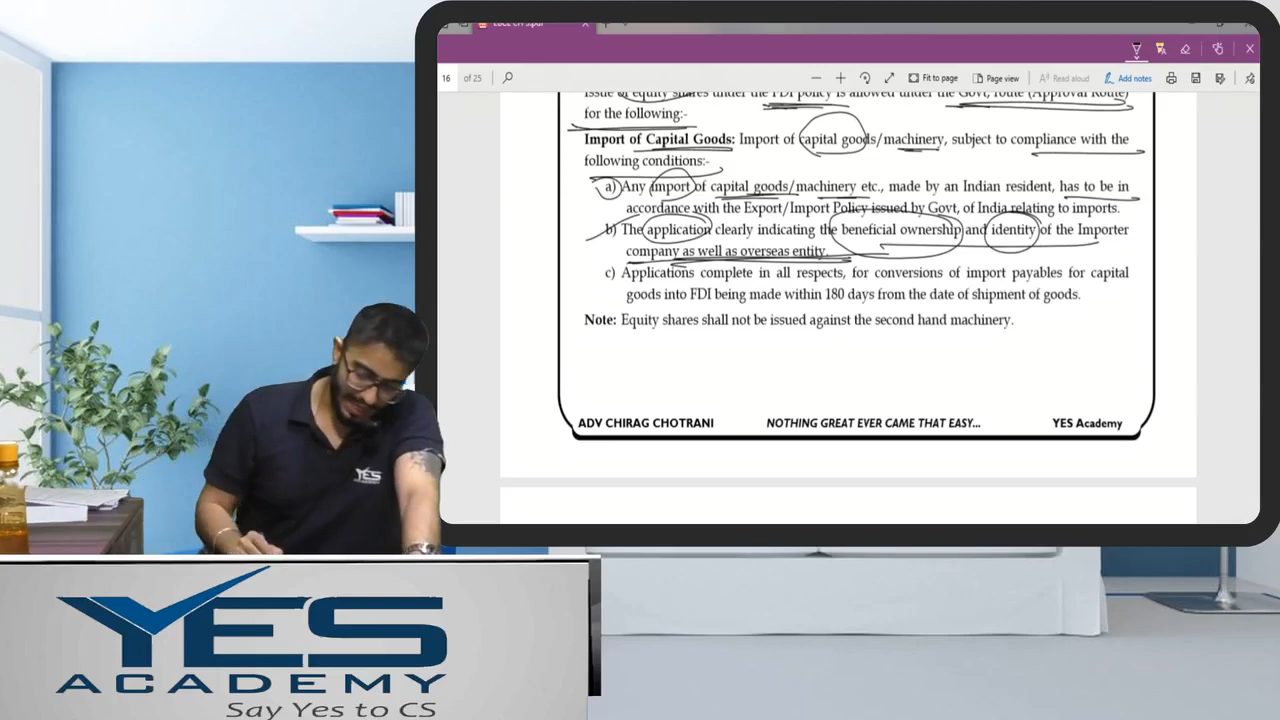 16 of 25
Fit to page
Page view
Read aloud
Add notes
Issue of equity shares under the FDI policy is allowed under the Govt, route (Approval Route)
for the following:-
Import of Capital Goods: Import of capital goods/machinery, subject to compliance with the
following conditions:-
a) Any import of capital goods/machinery etc., made by an Indian resident, has to be in
accordance with the Export/Import Policy issued by Govt, of India relating to imports.
b) The application clearly indicating the beneficial ownership and identity of the Importer
company as well as overseas entity.
c) Applications complete in all respects, for conversions of import payables for capital
goods into FDI being made within 180 days from the date of shipment of goods.
Note: Equity shares shall not be issued against the second hand machinery.
ADV CHIRAG CHOTRANI NOTHING GREAT EVER CAME THAT EASY... YES Academy
YES
YES
ACADEMY
Say Yes to CS